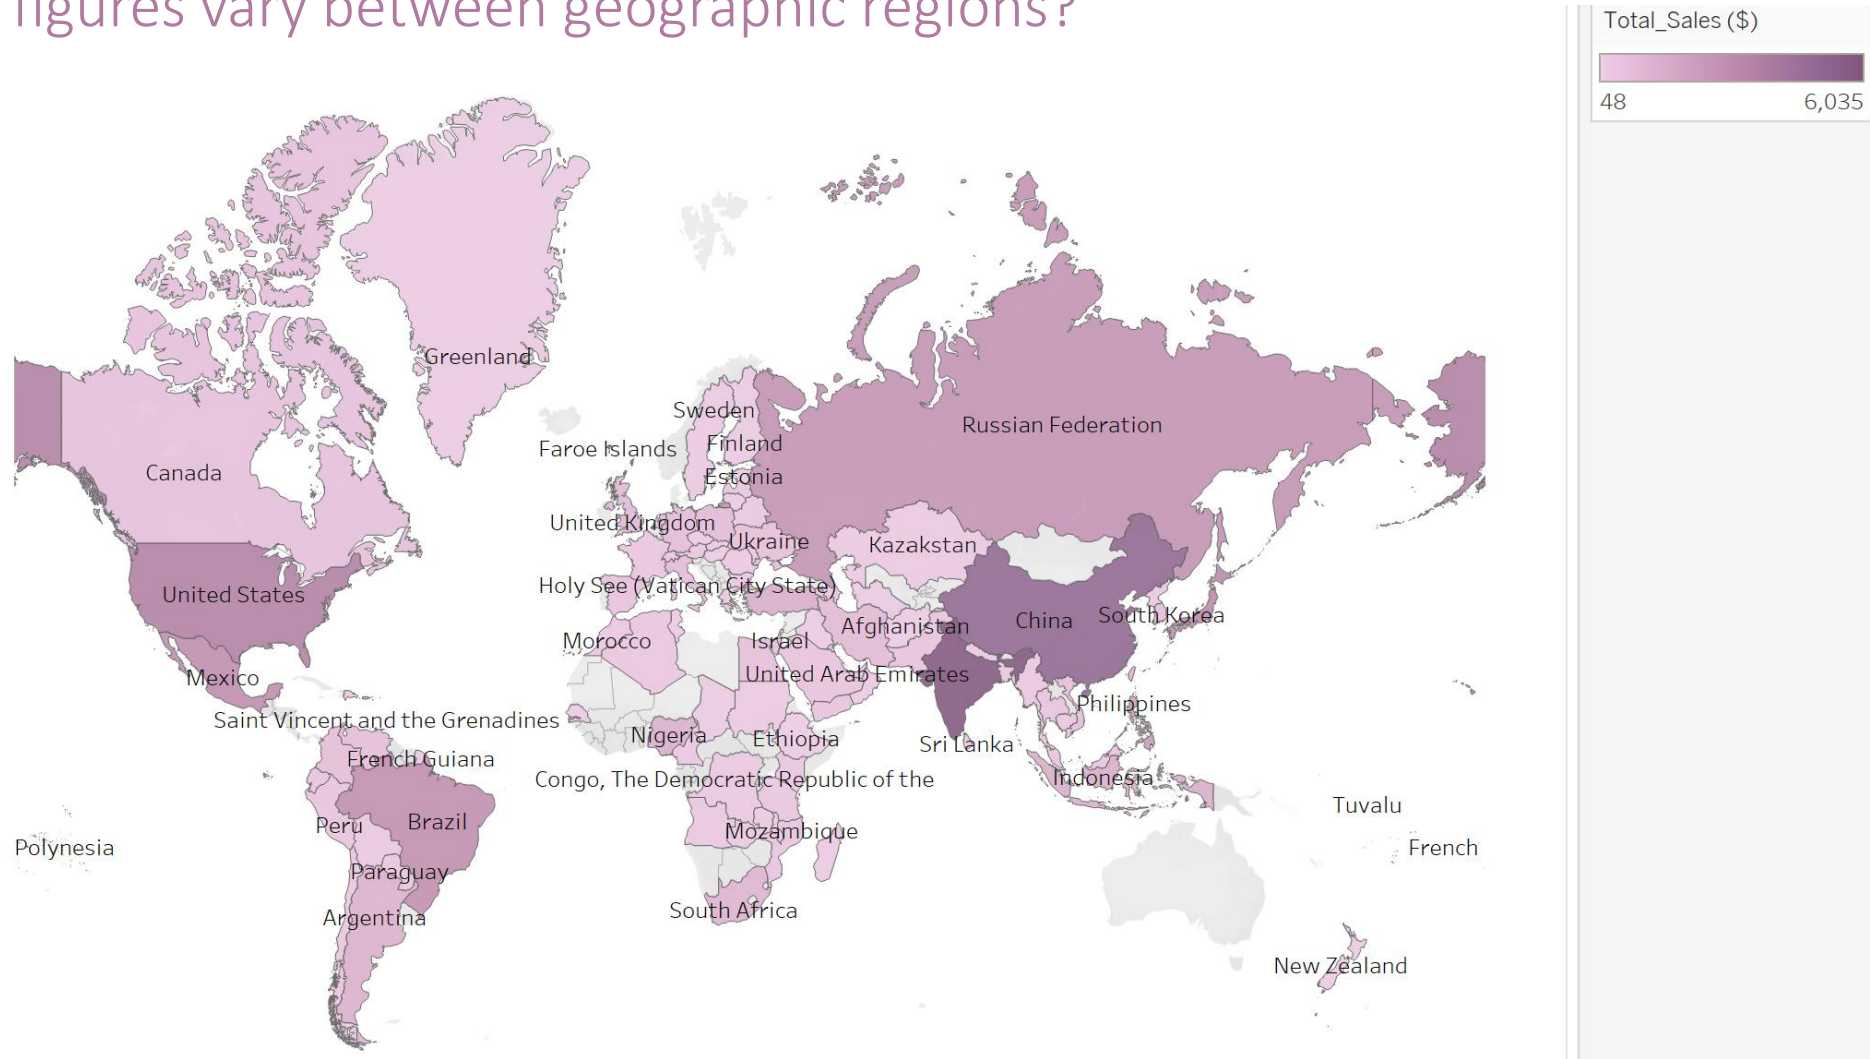 figures vary between geographic regions?
Total_Sales ($)
48 6,035
Greenland
Sweden
Russian Federation
Faroe Islands
Finland
Canada
Estonia
United Kingdom
Ukraine
Kazakstan
Holy See (Vatican City State)
United States
China
South Korea
Afghanistan
Morocco
Israel
Mexico
United Arab Emirates
Philippines
Saint Vincent and the Grenadines
Nigeria
Ethiopia
Sri Lanka
French Guiana
Congo, The Democratic Republic of the
Indonesia
Tuvalu
Peru
Brazil
Mozambique
Polynesia
French
Paraguay
South Africa
Argentina
New Zealand